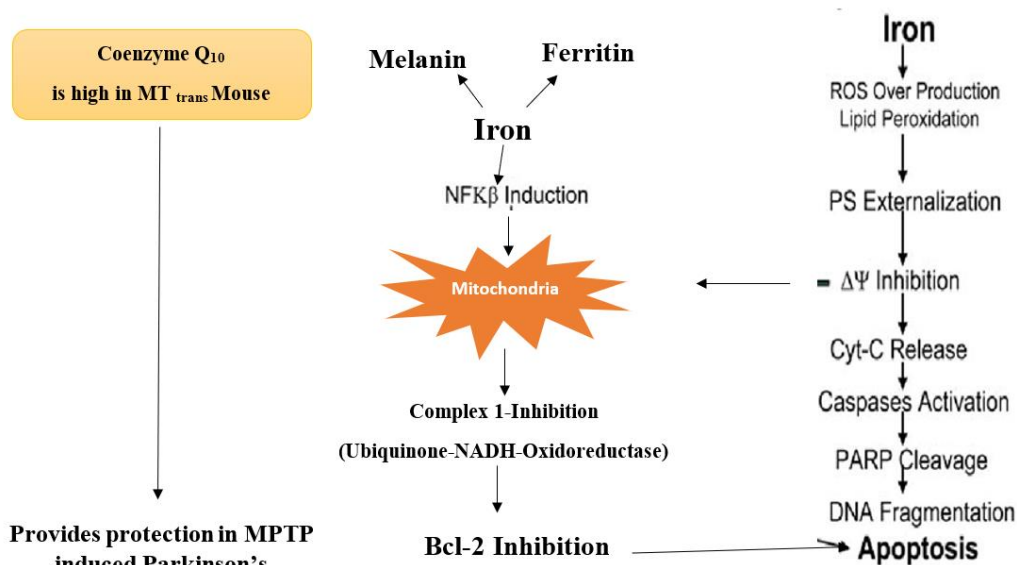 Coenzyme Q₁₀
is high in MT trans Mouse
Provides protection in MPTP
induced Parkinson's
Melanin
Ferritin
Iron
NFKβ Induction
Mitochondria
Complex 1-Inhibition
(Ubiquinone-NADH-Oxidoreductase)
Bcl-2 Inhibition
Iron
ROS Over Production
Lipid Peroxidation
PS Externalization
- ΔΨ Inhibition
Cyt-C Release
Caspases Activation
PARP Cleavage
DNA Fragmentation
Apoptosis